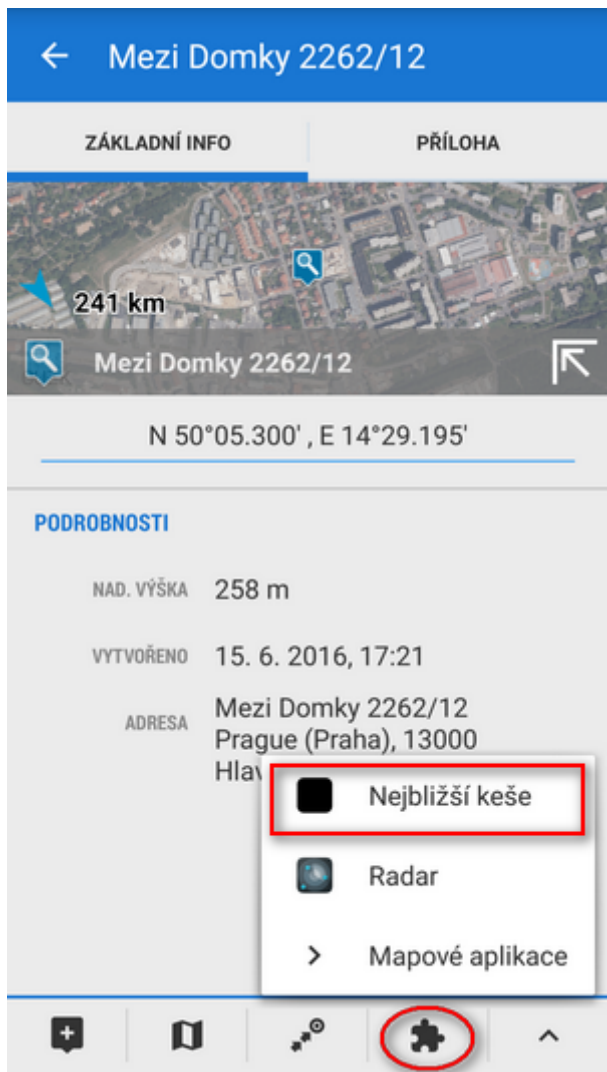 Mezi Domky 2262/12
ZÁKLADNÍ INFO
PŘÍLOHA
241 km
Mezi Domky 2262/12
N 50°05.300' , E 14°29.195'
PODROBNOSTI
NAD. VÝŠKA 258 m
VYTVOŘENO 15. 6. 2016, 17:21
ADRESA Mezi Domky 2262/12
Prague (Praha), 13000
Nejbližší keše
Radar
Mapové aplikace